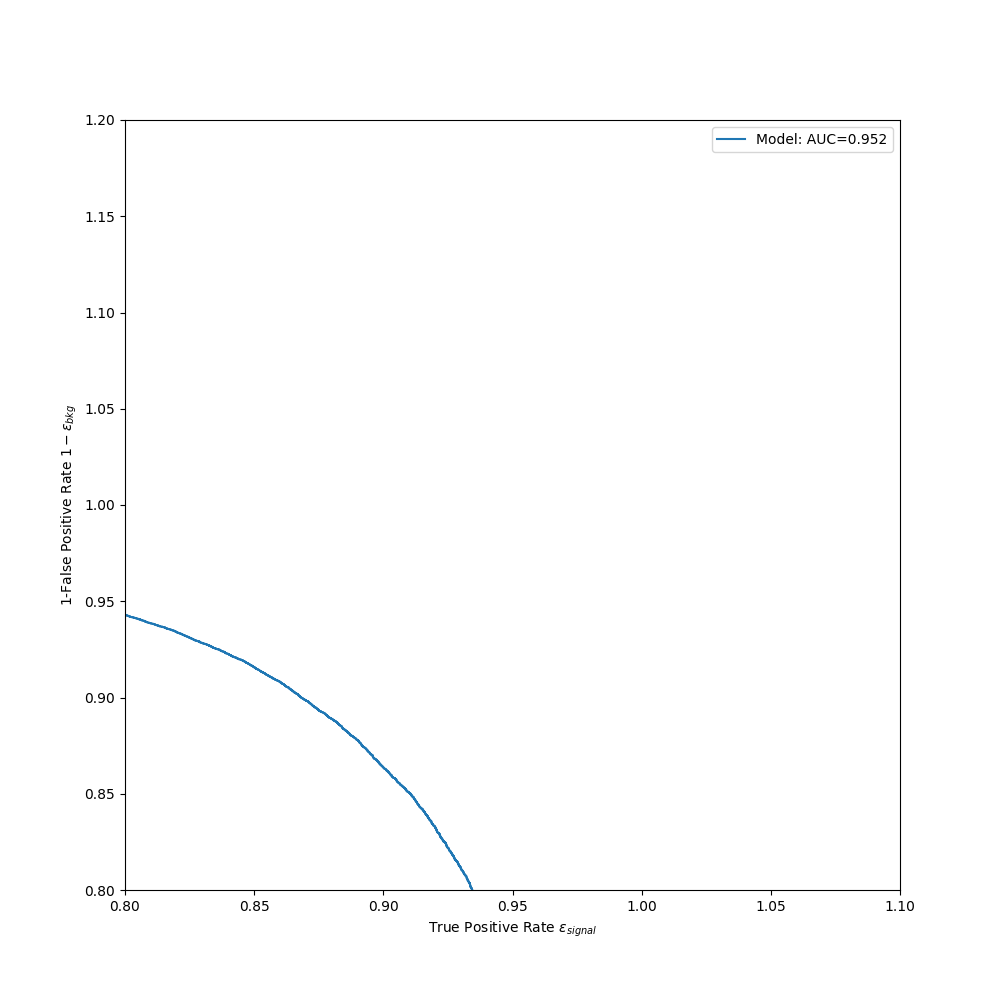 1.20
Model: AUC=0.952
1.15
1.10
1.05
1.00
0.95
0.90
0.85
0.80
1-False Positive Rate 1 − ε_bkg
0.80 0.85 0.90 0.95 1.00 1.05 1.10
True Positive Rate ε_signal